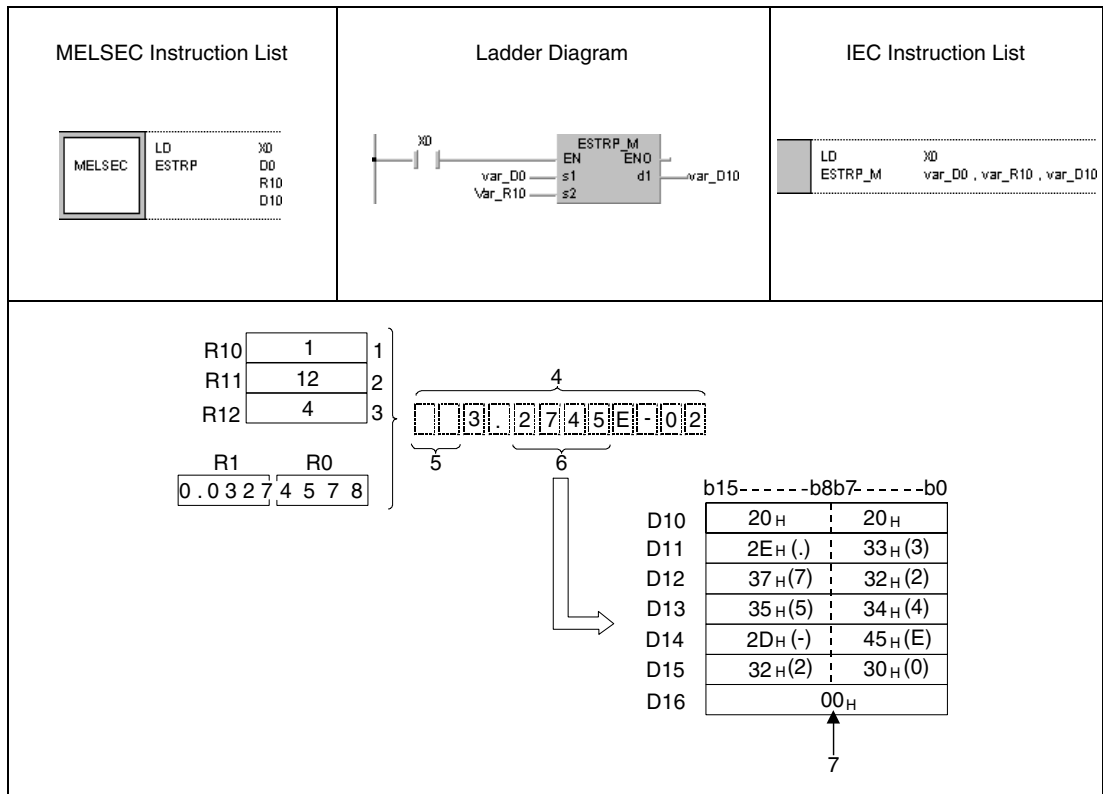 MELSEC Instruction List
Ladder Diagram
IEC Instruction List
MELSEC
LD X0
ESTRP D0
R10
D10
X0
ESTRP_M
EN ENO
var_D0 s1 d1 var_D10
Var_R10 s2
LD X0
ESTRP_M var_D0 , var_R10 , var_D10
R10 1 1
R11 12 2
R12 4 3
4
3 . 2 7 4 5 E - 0 2
5 6
R1 R0
0 . 0 3 2 7 4 5 7 8
b15------b8b7------b0
D10 20H 20H
D11 2EH (.) 33H (3)
D12 37H (7) 32H (2)
D13 35H (5) 34H (4)
D14 2DH (-) 45H (E)
D15 32H (2) 30H (0)
D16 00H
7